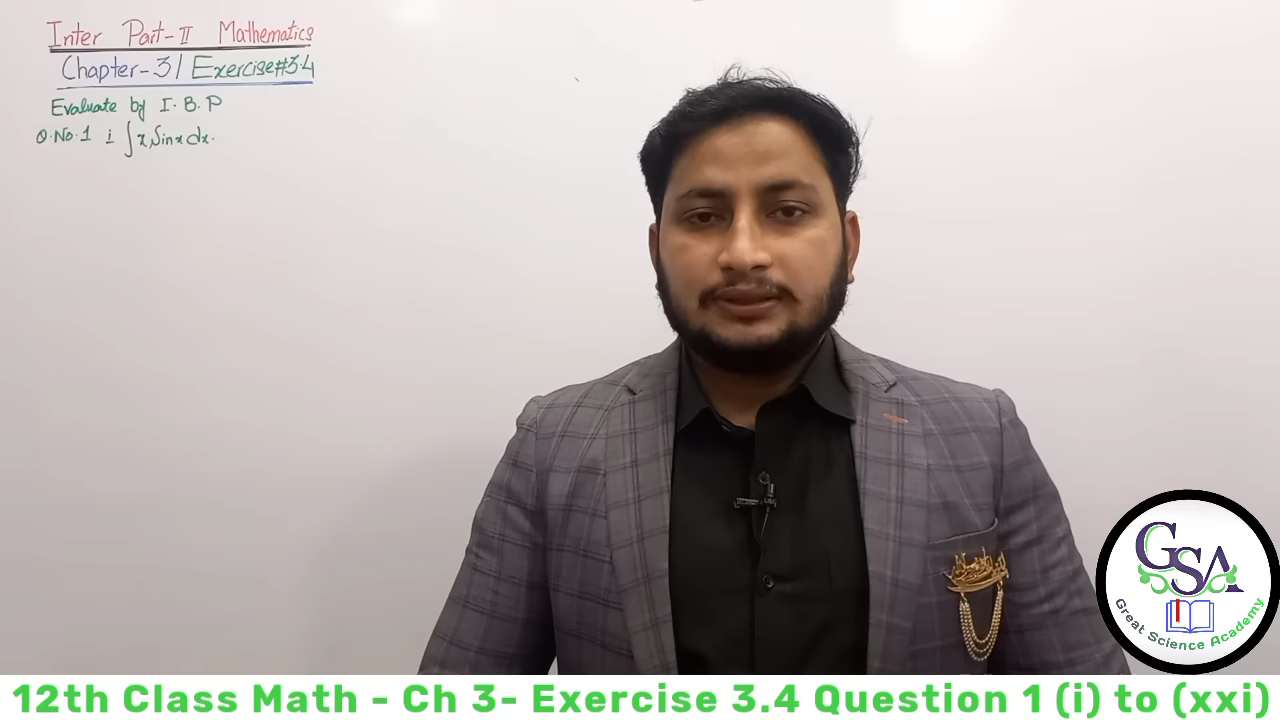 Inter Part-II Mathematics
Chapter-3/Exercise#3.4
Evaluate by I.B.P
Q.No.1 i ∫x Sinx dx.
GSA
Great Science Academy
12th Class Math - Ch 3- Exercise 3.4 Question 1 (i) to (xxi)